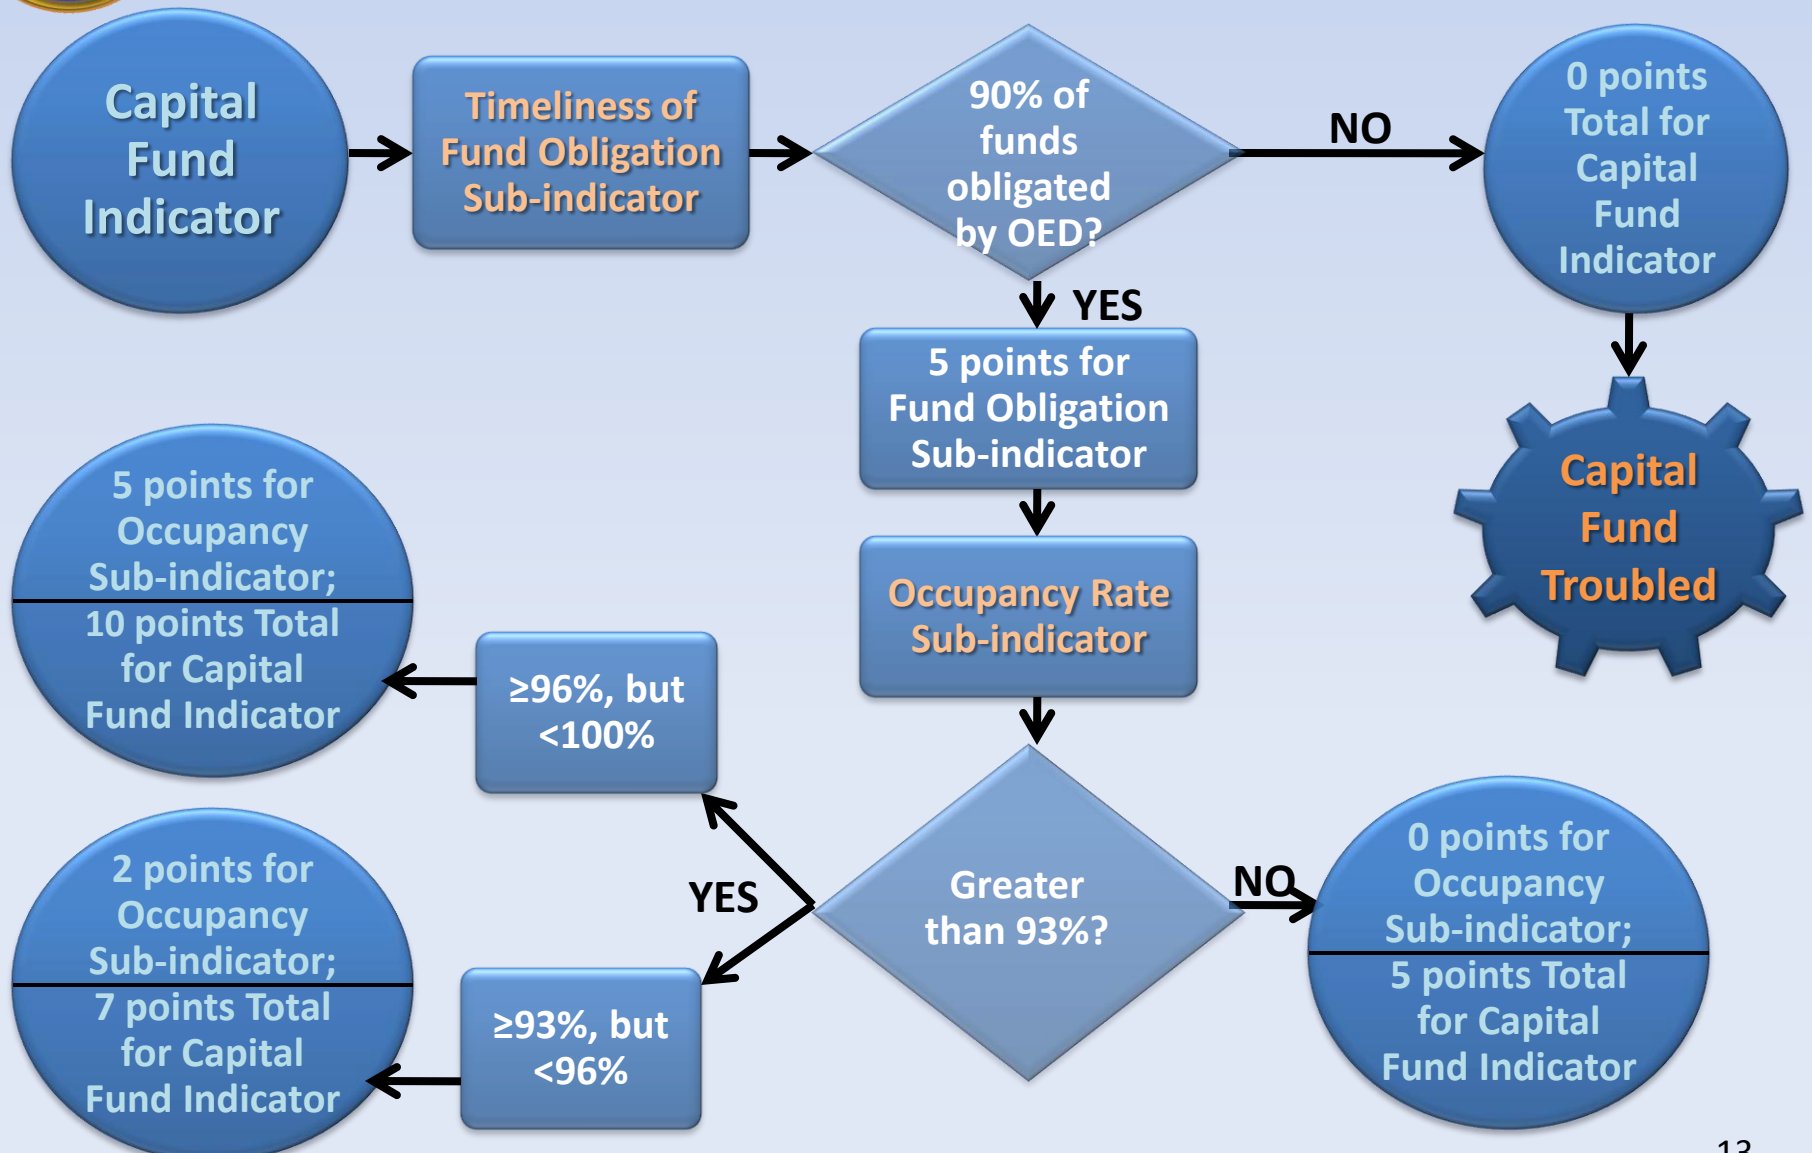 Capital
Fund
Indicator
Timeliness of
Fund Obligation
Sub-indicator
90% of
funds
obligated
by OED?
NO
0 points
Total for
Capital
Fund
Indicator
YES
5 points for
Fund Obligation
Sub-indicator
Capital
Fund
Troubled
Occupancy Rate
Sub-indicator
Greater
than 93%?
YES
≥96%, but
<100%
5 points for
Occupancy
Sub-indicator;
10 points Total
for Capital
Fund Indicator
≥93%, but
<96%
2 points for
Occupancy
Sub-indicator;
7 points Total
for Capital
Fund Indicator
NO
0 points for
Occupancy
Sub-indicator;
5 points Total
for Capital
Fund Indicator
13